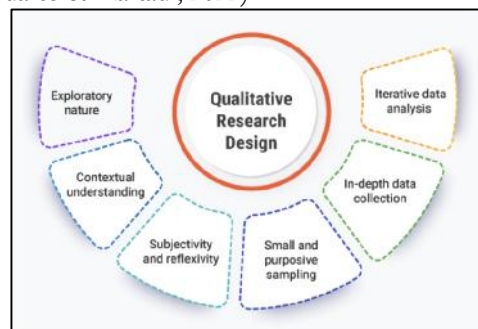 Qualitative
Research
Design
Exploratory
nature
Contextual
understanding
Subjectivity
and reflexivity
Small and
purposive
sampling
In-depth data
collection
Iterative data
analysis